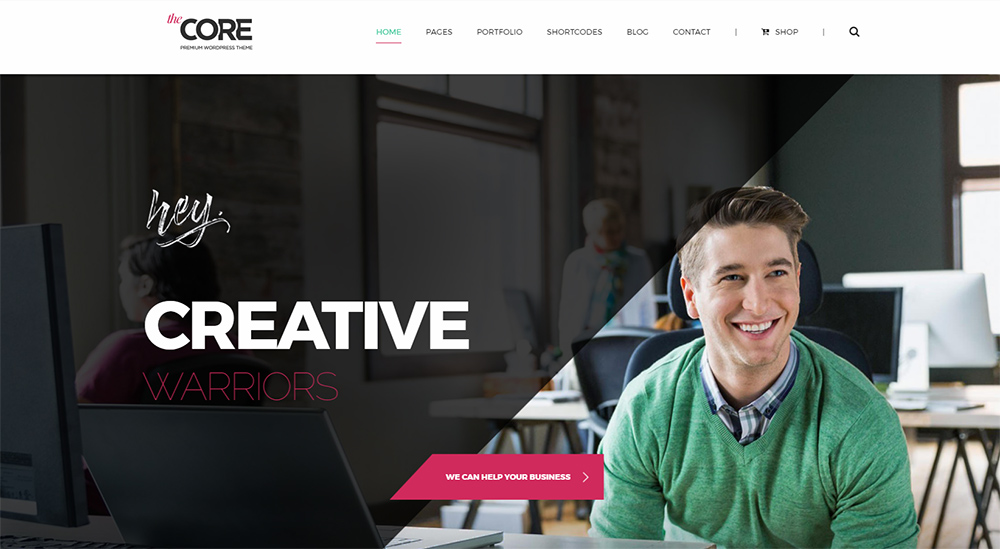 the
CORE
PREMIUM WORDPRESS THEME
HOME PAGES PORTFOLIO SHORTCODES BLOG CONTACT | SHOP |
hey.
CREATIVE
WARRIORS
WE CAN HELP YOUR BUSINESS